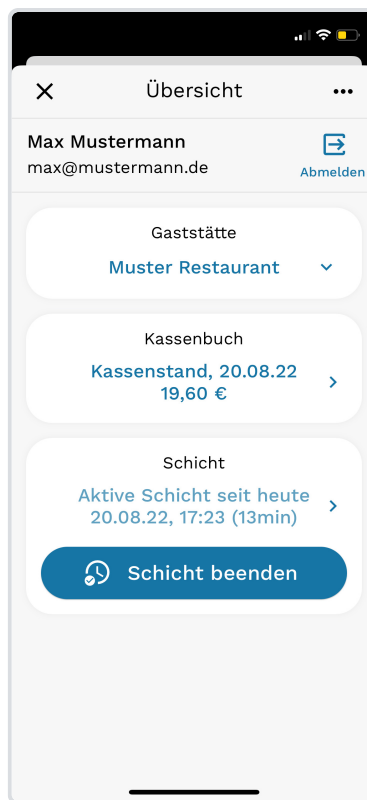 Übersicht
Max Mustermann
max@mustermann.de
Abmelden
Gaststätte
Muster Restaurant
Kassenbuch
Kassenstand, 20.08.22
19,60 €
Schicht
Aktive Schicht seit heute
20.08.22, 17:23 (13min)
Schicht beenden